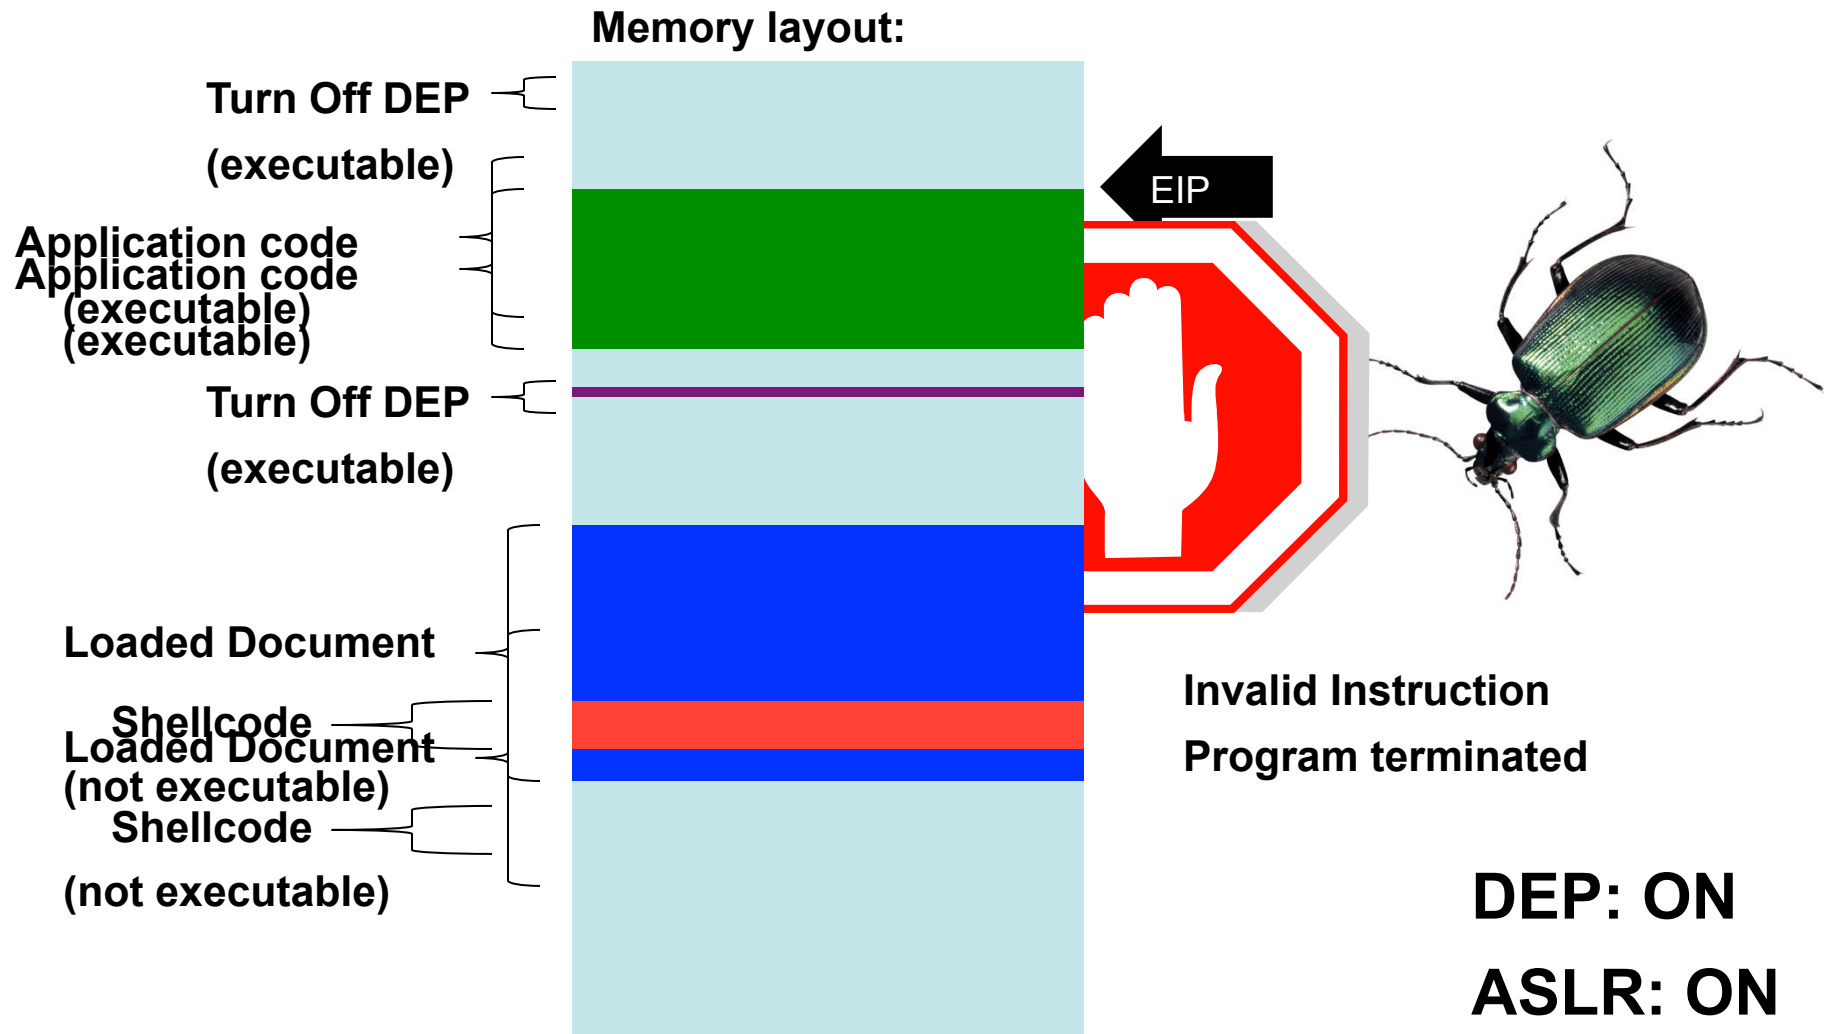 Memory layout:
Turn Off DEP
(executable)
EIP
Application code
Application code
(executable)
(executable)
Turn Off DEP
(executable)
Loaded Document
Shellcode
Loaded Document
(not executable)
Shellcode
(not executable)
Invalid Instruction
Program terminated
DEP: ON
ASLR: ON